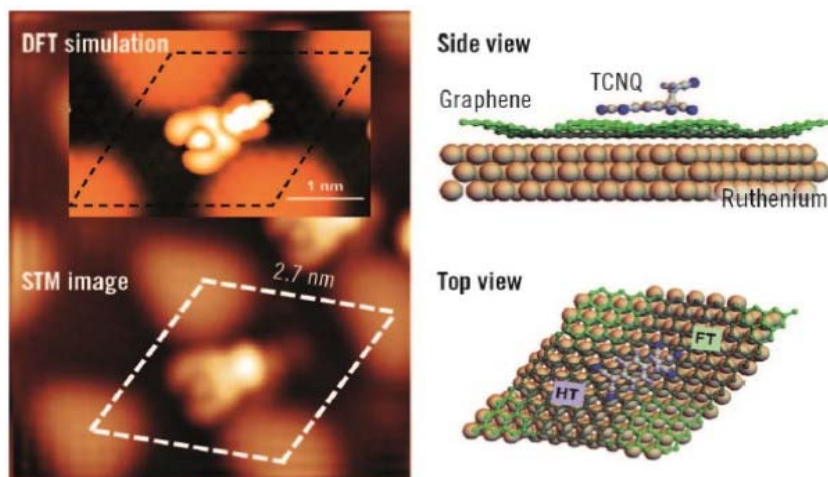 DFT simulation
1 nm
STM image
2.7 nm
Side view
TCNQ
Graphene
Ruthenium
Top view
FT
HT